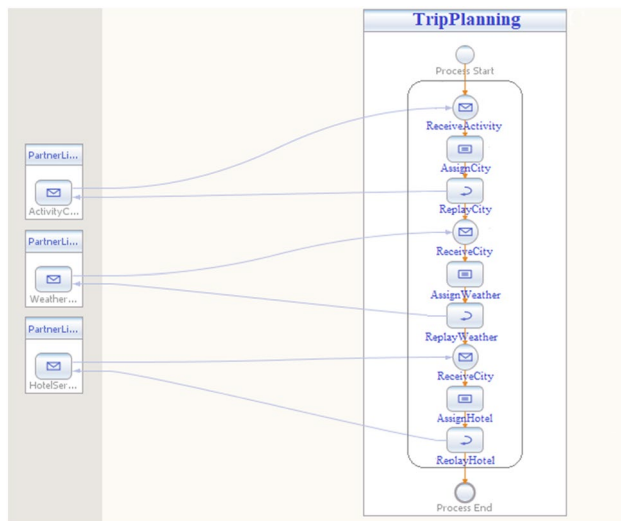 TripPlanning
Process Start
ReceiveActivity
AssignCity
ReplayCity
ReceiveCity
AssignWeather
ReplayWeather
ReceiveCity
AssignHotel
ReplayHotel
Process End
PartnerLi...
ActivityC...
PartnerLi...
Weather...
PartnerLi...
HotelSer...